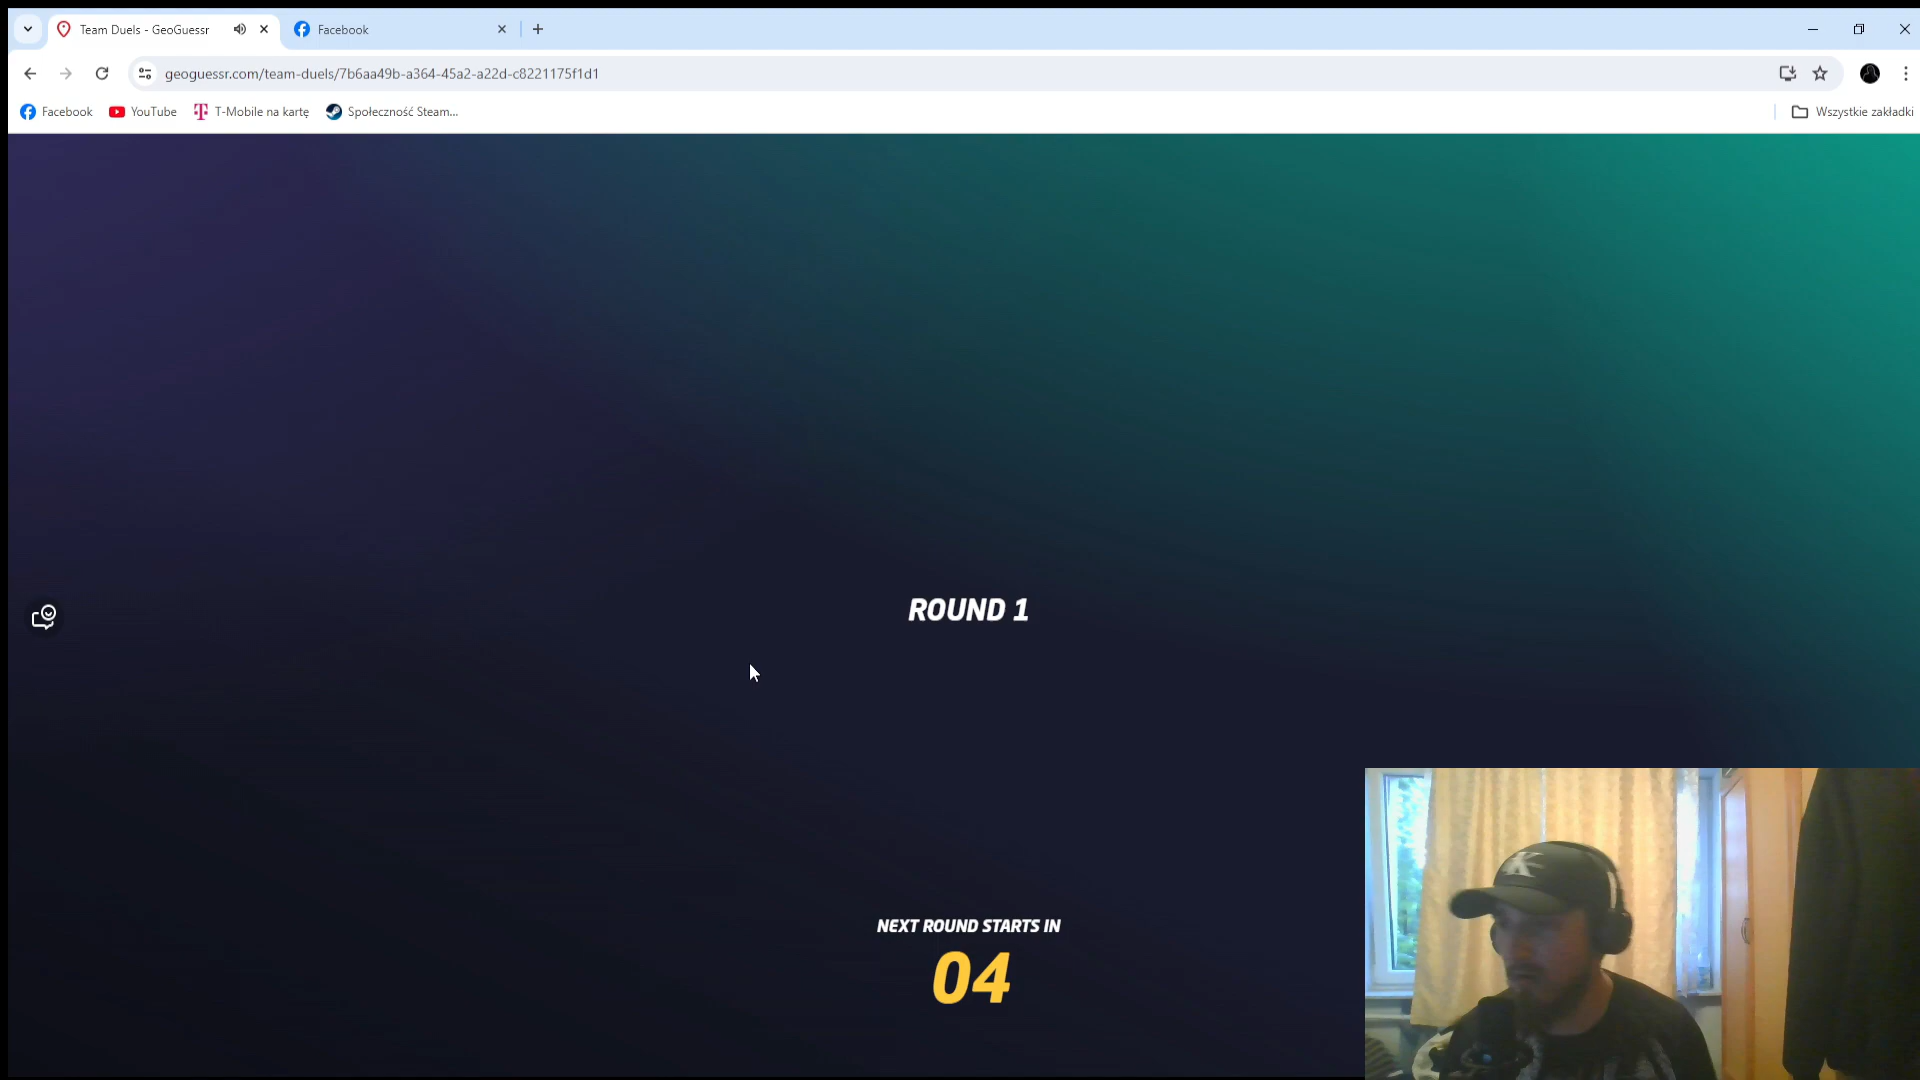 Team Duels - GeoGuessr
Facebook
geoguessr.com/team-duels/7b6aa49b-a364-45a2-a22d-c8221175f1d1
Facebook
YouTube
T-Mobile na kartę
Społeczność Steam...
Wszystkie zakładki
ROUND 1
NEXT ROUND STARTS IN
04